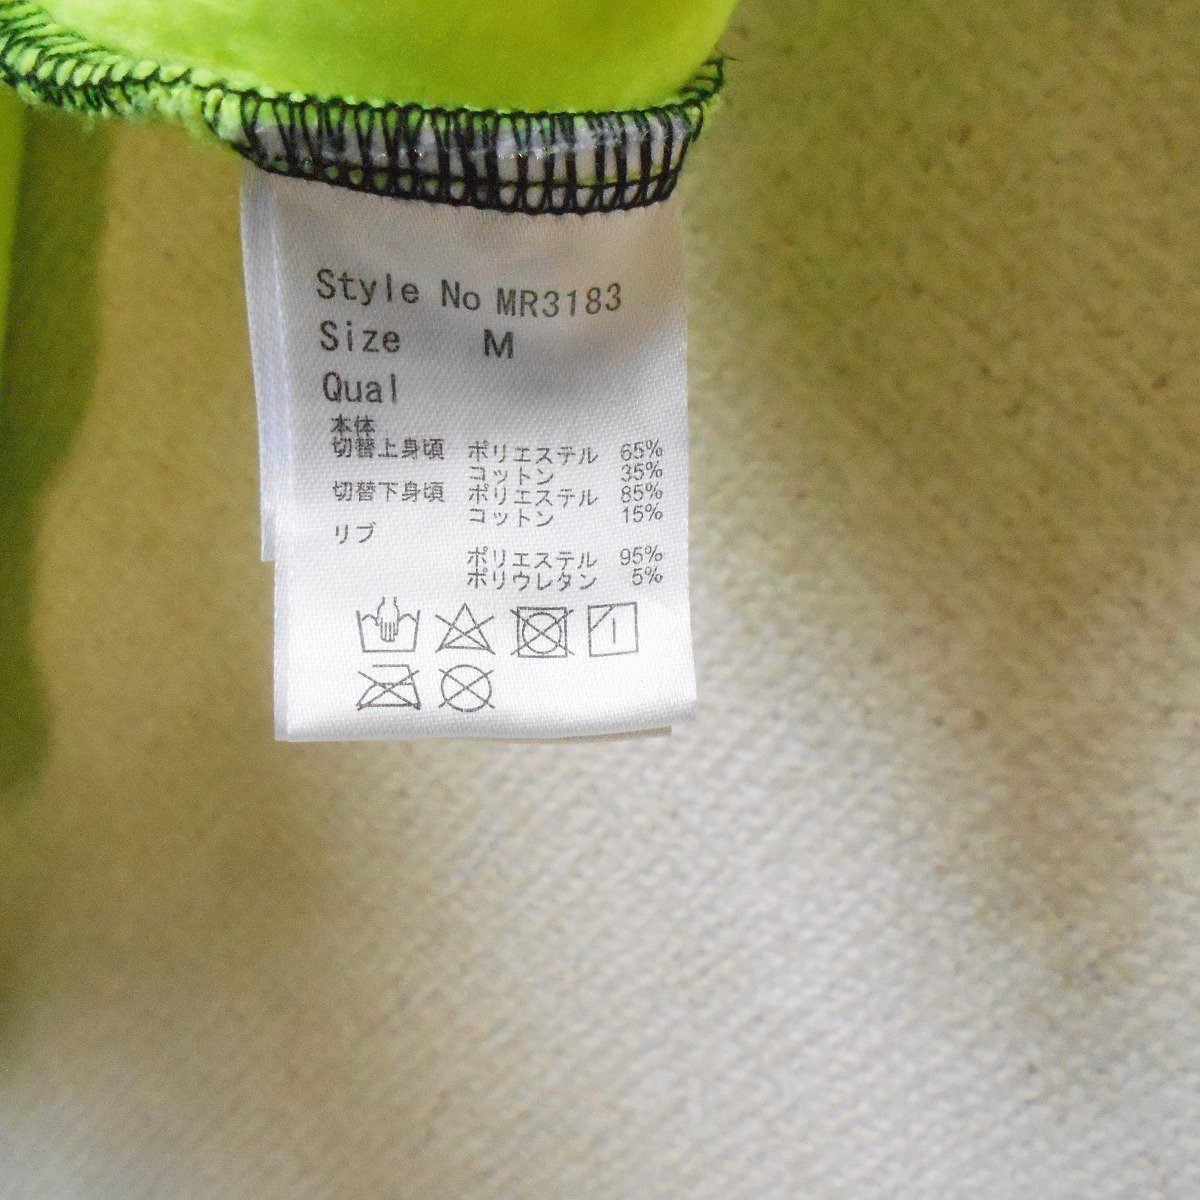 Style No MR3183
Size M
Qual
本体
切替上身頃 ポリエステル 65%
コットン 35%
切替下身頃 ポリエステル 85%
コットン 15%
リブ
ポリエステル 95%
ポリウレタン 5%